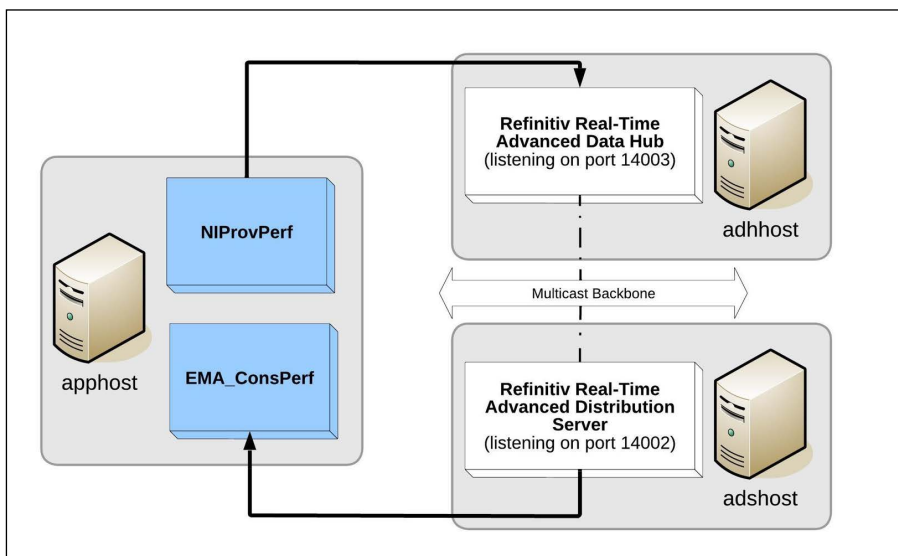 Refinitiv Real-Time
Advanced Data Hub
(listening on port 14003)
adhhost
NIProvPerf
EMA_ConsPerf
apphost
Multicast Backbone
Refinitiv Real-Time
Advanced Distribution
Server
(listening on port 14002)
adshost